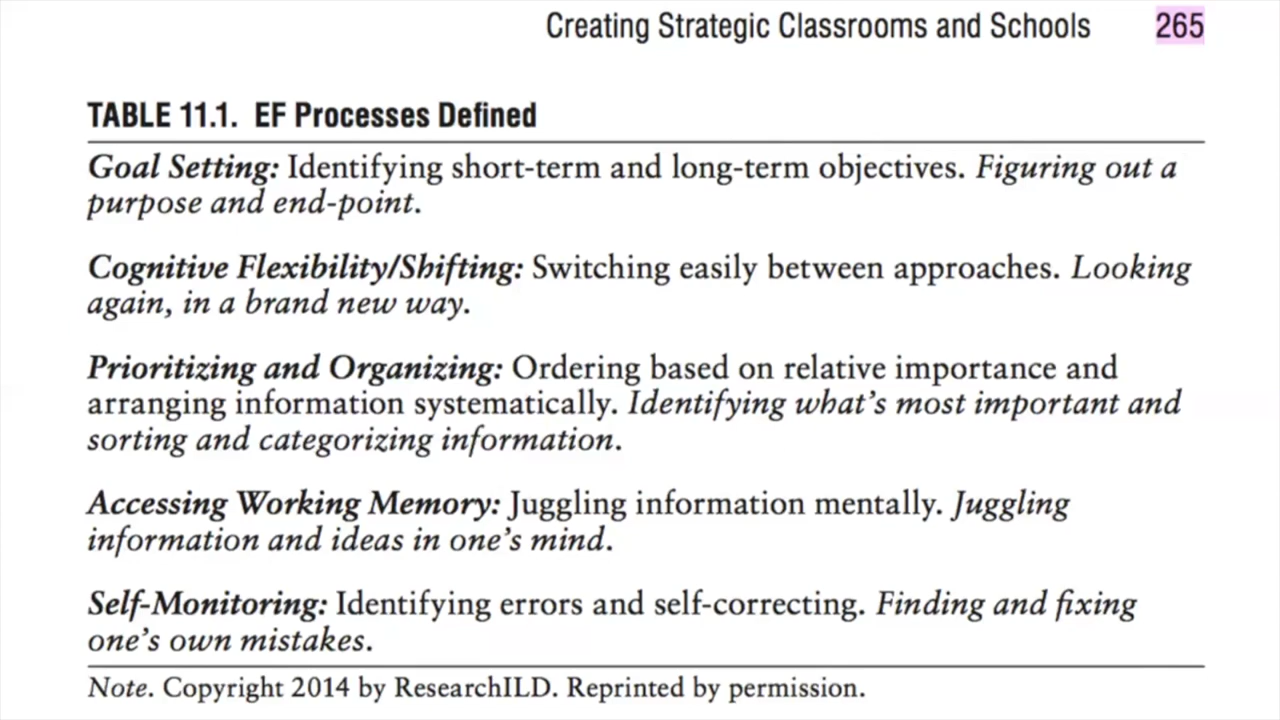 Creating Strategic Classrooms and Schools 265
TABLE 11.1. EF Processes Defined
Goal Setting: Identifying short-term and long-term objectives. Figuring out a
purpose and end-point.
Cognitive Flexibility/Shifting: Switching easily between approaches. Looking
again, in a brand new way.
Prioritizing and Organizing: Ordering based on relative importance and
arranging information systematically. Identifying what's most important and
sorting and categorizing information.
Accessing Working Memory: Juggling information mentally. Juggling
information and ideas in one's mind.
Self-Monitoring: Identifying errors and self-correcting. Finding and fixing
one's own mistakes.
Note. Copyright 2014 by ResearchILD. Reprinted by permission.